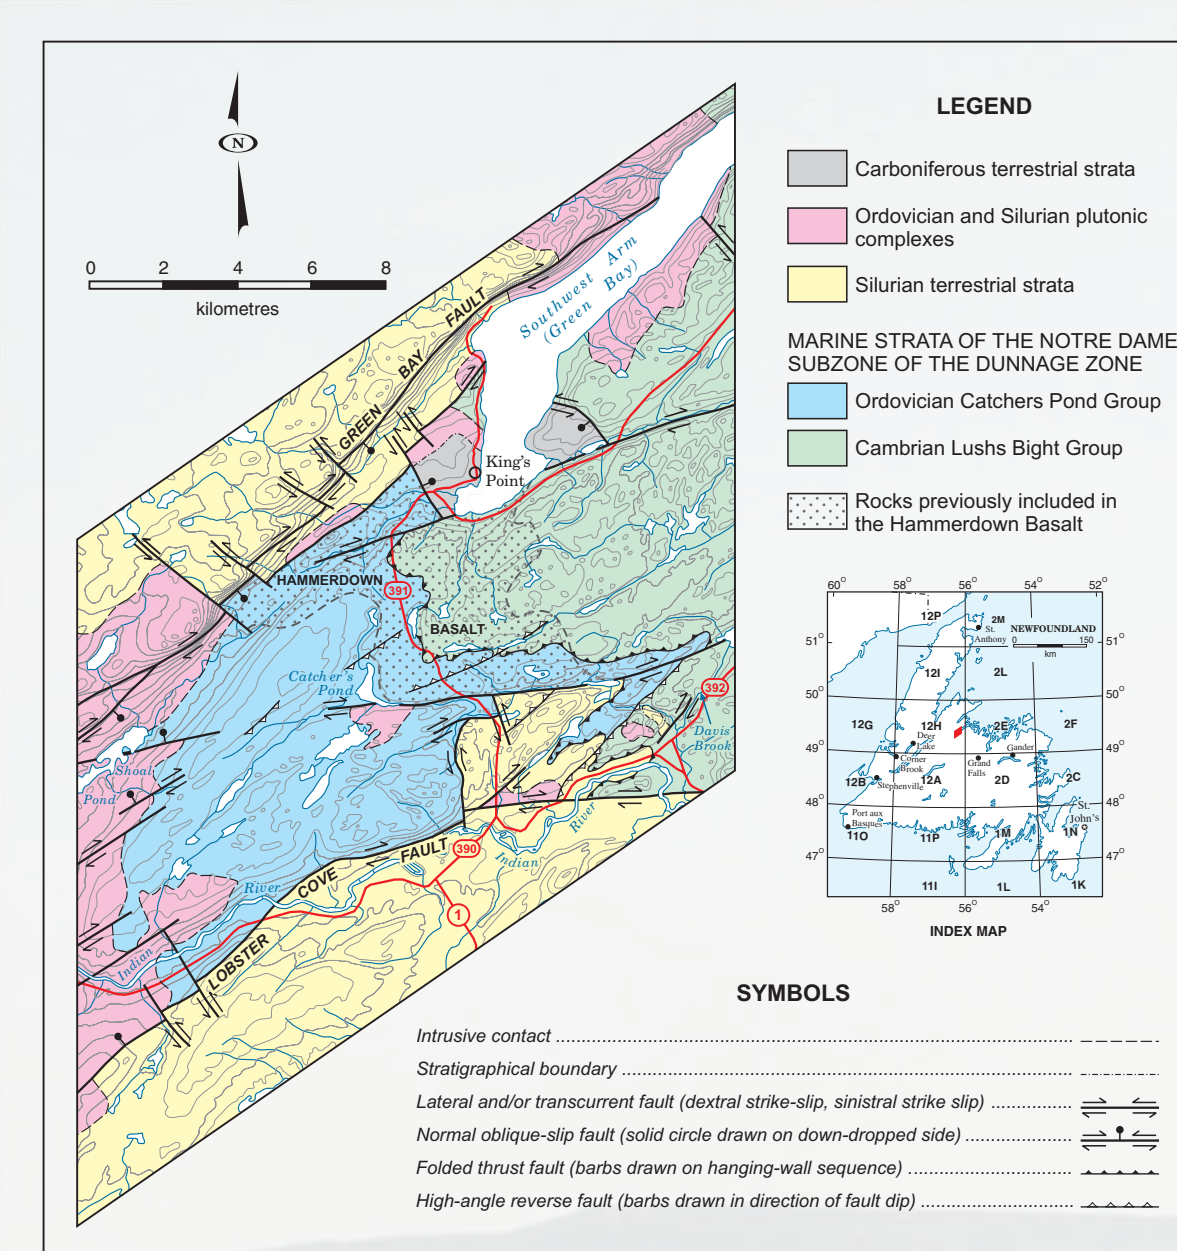 LEGEND
Carboniferous terrestrial strata
Ordovician and Silurian plutonic
complexes
Silurian terrestrial strata
MARINE STRATA OF THE NOTRE DAME
SUBZONE OF THE DUNNAGE ZONE
Ordovician Catchers Pond Group
Cambrian Lushs Bight Group
Rocks previously included in
the Hammerdown Basalt
N
0 2 4 6 8
kilometres
Southwest Arm
(Green Bay)
GREEN BAY FAULT
King's
Point
HAMMERDOWN
391
BASALT
Catcher's
Pond
392
Davis
Brook
Shoal
Pond
River
Indian
390
FAULT
COVE
LOBSTER
River
Indian
1
60° 58° 56° 54° 52°
12P
2M
St.
Anthony
NEWFOUNDLAND
0 150
km
51° 51°
12I
2L
50° 50°
12G
12H
2E
2F
Deer
Lake
Gander
49° 49°
Corner
Brook
Grand
Falls
12B
Stephenville
12A
2D
2C
48° 48°
Port aux
Basques
St.
John's
11O
11P
1M
1N
47° 47°
11I
1L
1K
58° 56° 54°
INDEX MAP
SYMBOLS
Intrusive contact
Stratigraphical boundary
Lateral and/or transcurrent fault (dextral strike-slip, sinistral strike slip)
Normal oblique-slip fault (solid circle drawn on down-dropped side)
Folded thrust fault (barbs drawn on hanging-wall sequence)
High-angle reverse fault (barbs drawn in direction of fault dip)